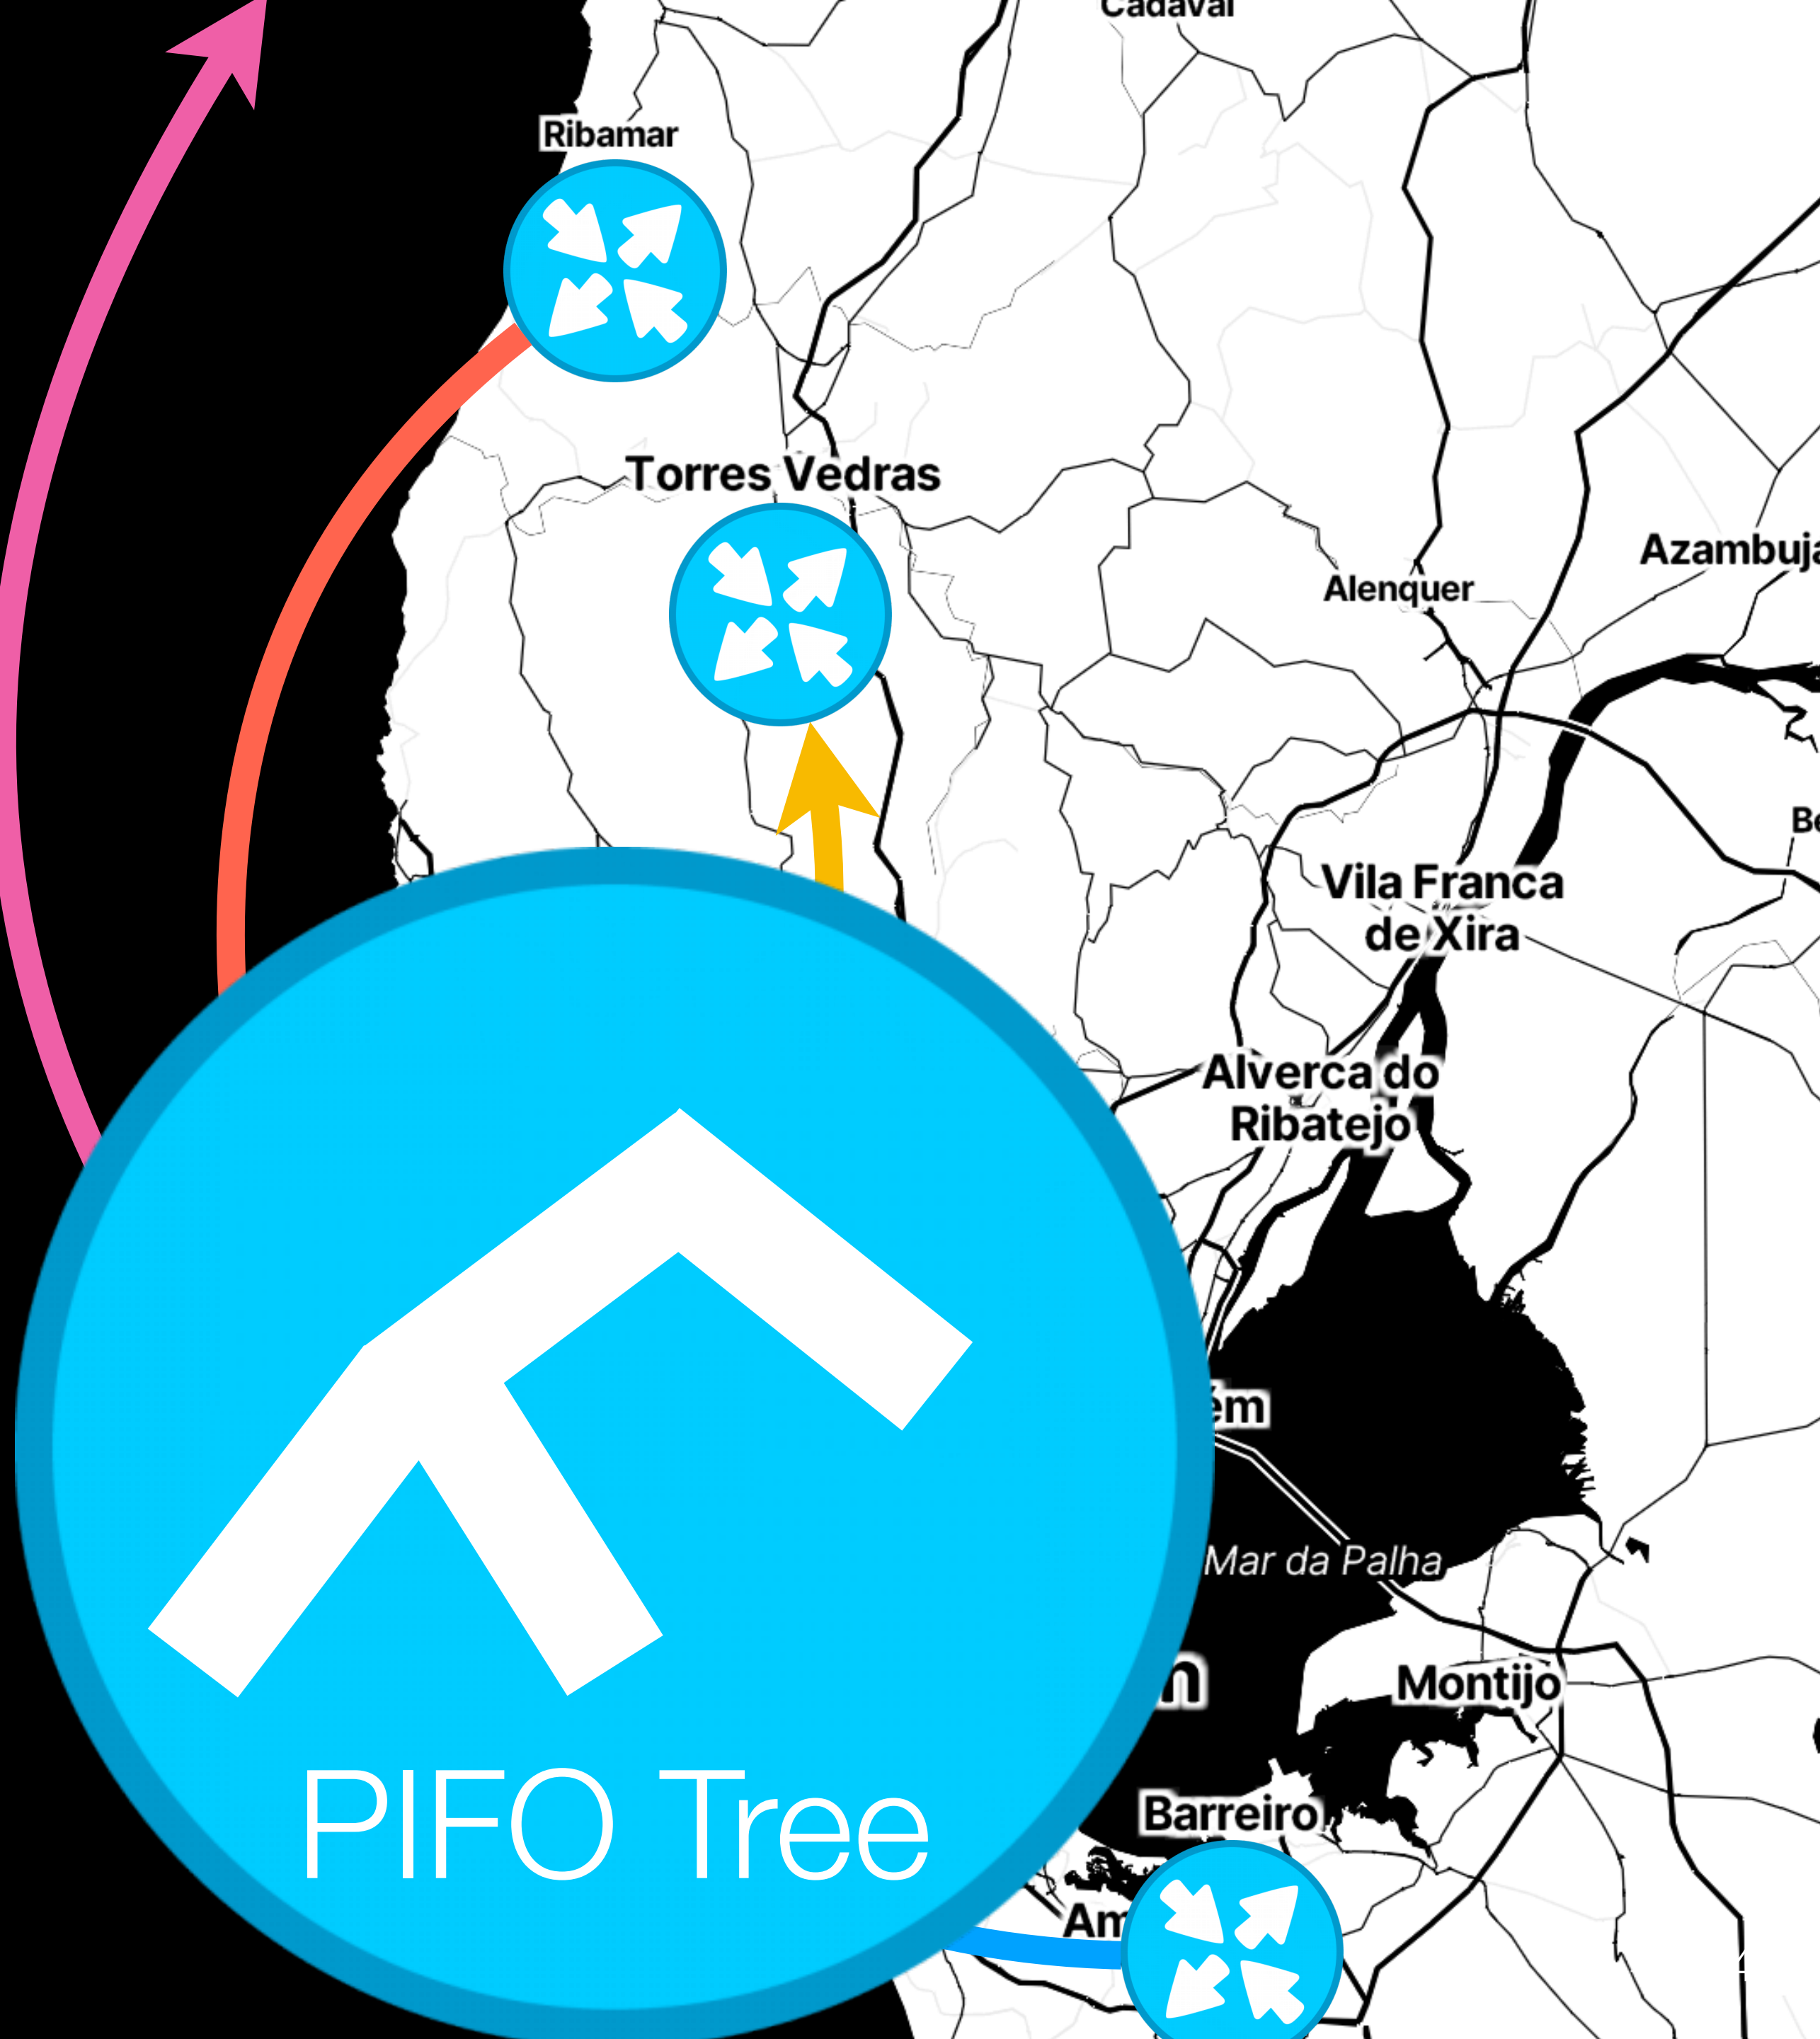 Cadaval
Ribamar
Torres Vedras
Azambuja
Alenquer
Vila Franca
de Xira
Alverca do
Ribatejo
Mar da Palha
Montijo
PIFO Tree
Barreiro